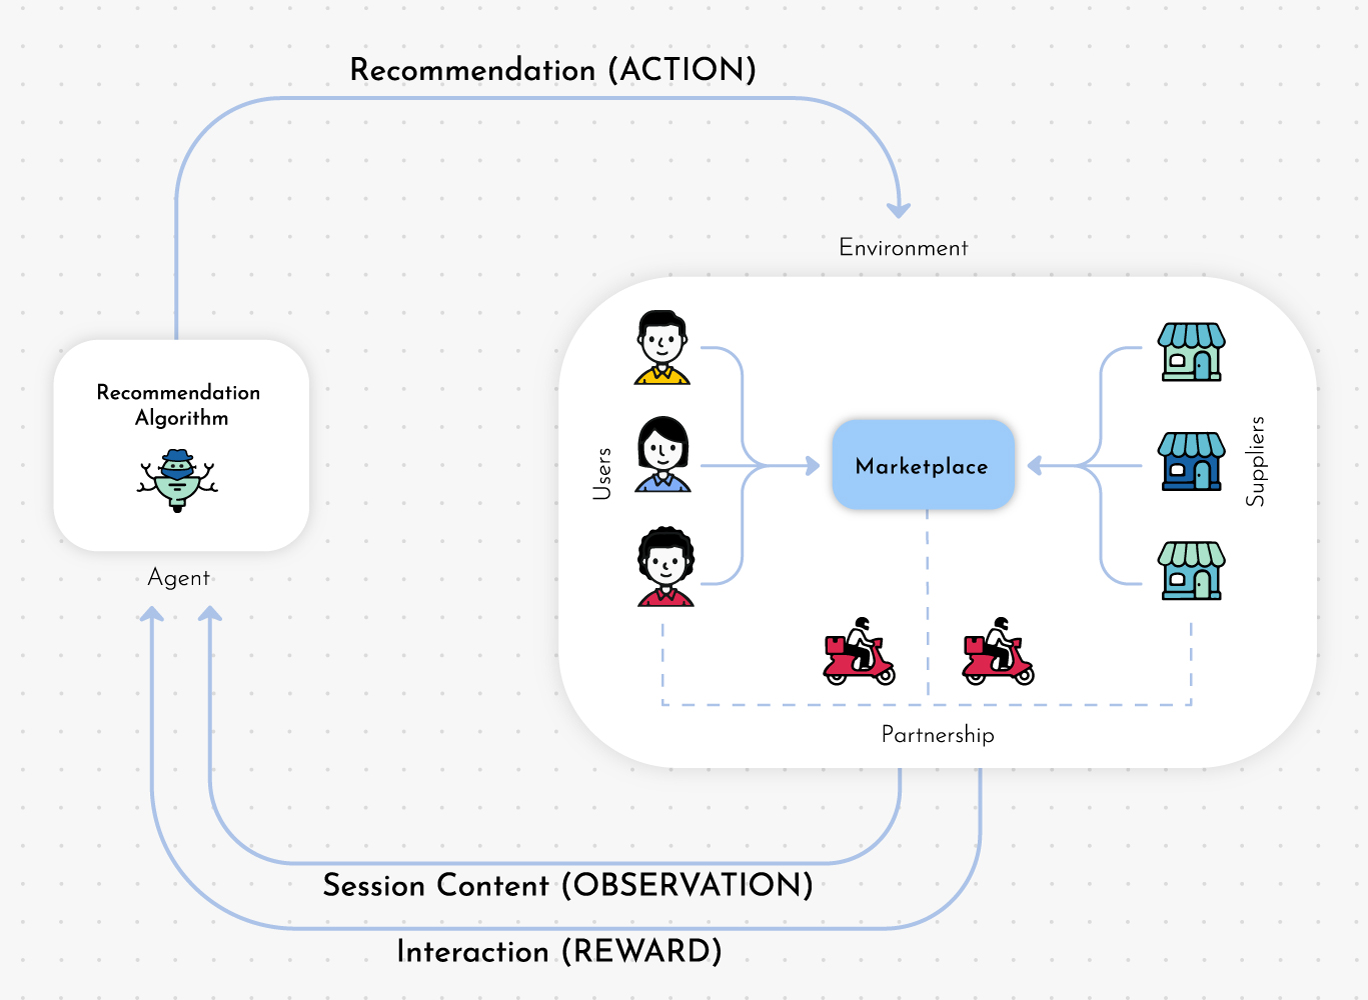 Recommendation (ACTION)
Environment
Recommendation
Algorithm
Agent
Users
Marketplace
Suppliers
Partnership
Session Content (OBSERVATION)
Interaction (REWARD)